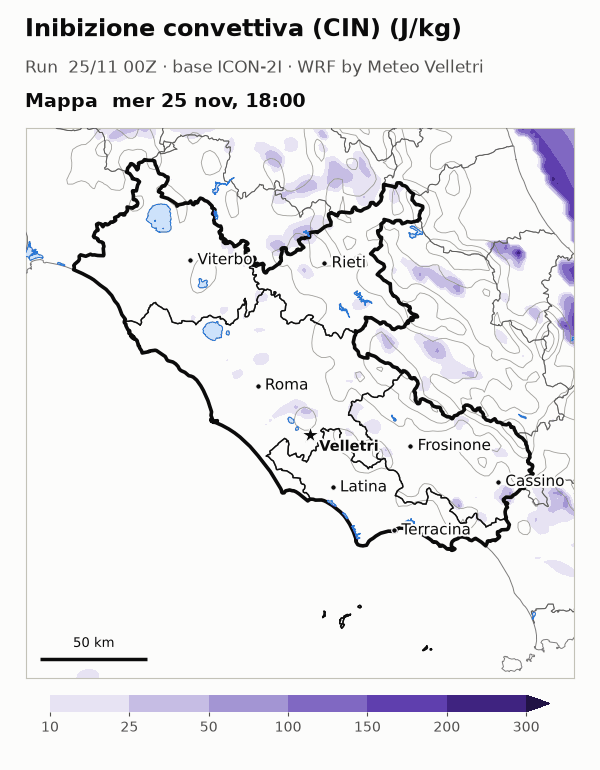 Inibizione convettiva (CIN) (J/kg)
Run  25/11 00Z · base ICON-2I · WRF by Meteo Velletri
Mappa  mer 25 nov, 18:00
Viterbo
Rieti
Roma
Velletri
Frosinone
Cassino
Latina
Terracina
50 km
10 25 50 100 150 200 300